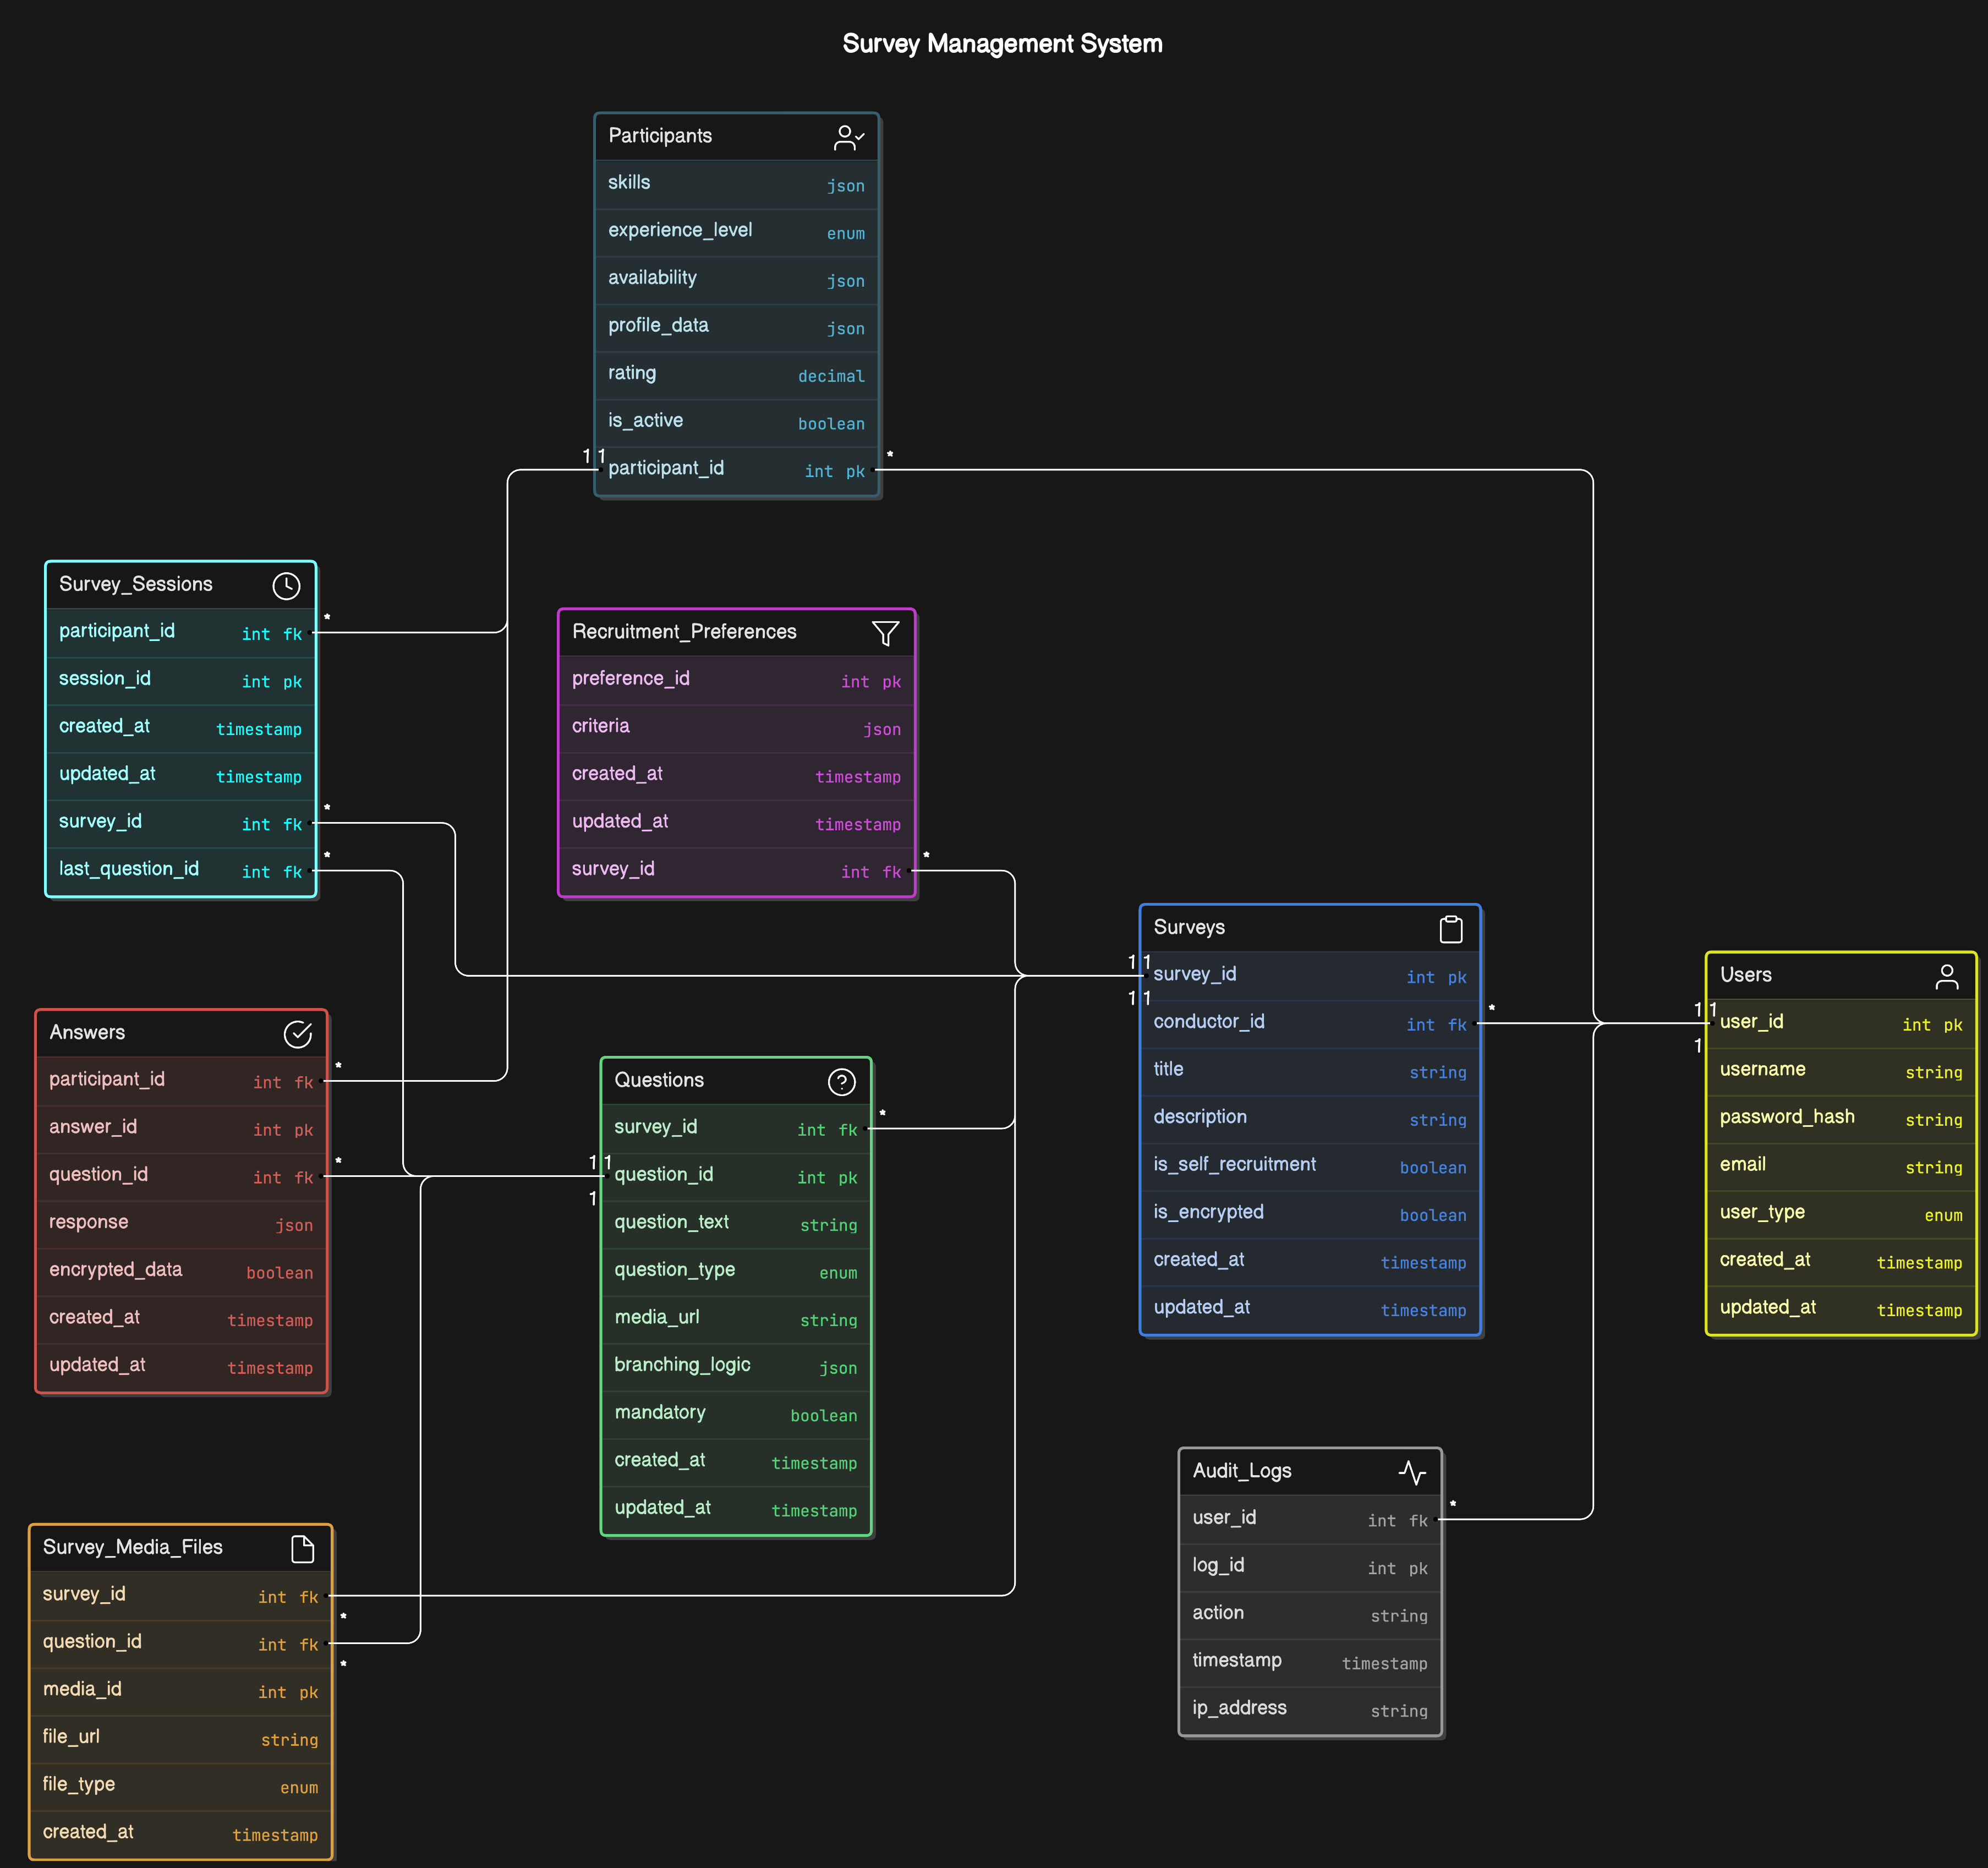 Survey Management System
Participants
skills json
experience_level enum
availability json
profile_data json
rating decimal
is_active boolean
1 1 *
participant_id int pk
Survey_Sessions
*
participant_id int fk
session_id int pk
created_at timestamp
updated_at timestamp
*
survey_id int fk
*
last_question_id int fk
Recruitment_Preferences
preference_id int pk
criteria json
created_at timestamp
updated_at timestamp
*
survey_id int fk
Surveys
1 1
survey_id int pk
1 1 *
conductor_id int fk
title string
description string
is_self_recruitment boolean
is_encrypted boolean
created_at timestamp
updated_at timestamp
Users
1 1
user_id int pk
1
username string
password_hash string
email string
user_type enum
created_at timestamp
updated_at timestamp
Answers
*
participant_id int fk
answer_id int pk
*
question_id int fk
response json
encrypted_data boolean
created_at timestamp
updated_at timestamp
Questions
*
survey_id int fk
1 1
question_id int pk
1
question_text string
question_type enum
media_url string
branching_logic json
mandatory boolean
created_at timestamp
updated_at timestamp
Audit_Logs
*
user_id int fk
log_id int pk
action string
timestamp timestamp
ip_address string
Survey_Media_Files
survey_id int fk
*
question_id int fk
*
media_id int pk
file_url string
file_type enum
created_at timestamp